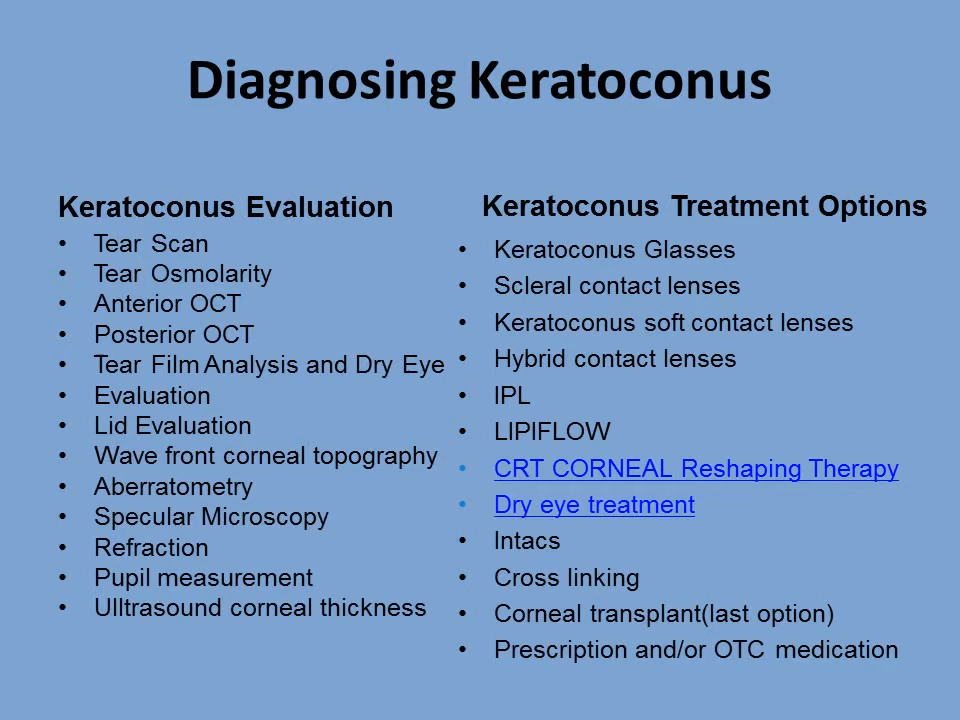 Diagnosing Keratoconus
Keratoconus Evaluation
• Tear Scan
• Tear Osmolarity
• Anterior OCT
• Posterior OCT
• Tear Film Analysis and Dry Eye
• Evaluation
• Lid Evaluation
• Wave front corneal topography
• Aberratometry
• Specular Microscopy
• Refraction
• Pupil measurement
• Ulltrasound corneal thickness
Keratoconus Treatment Options
• Keratoconus Glasses
• Scleral contact lenses
• Keratoconus soft contact lenses
• Hybrid contact lenses
• IPL
• LIPIFLOW
• CRT CORNEAL Reshaping Therapy
• Dry eye treatment
• Intacs
• Cross linking
• Corneal transplant(last option)
• Prescription and/or OTC medication